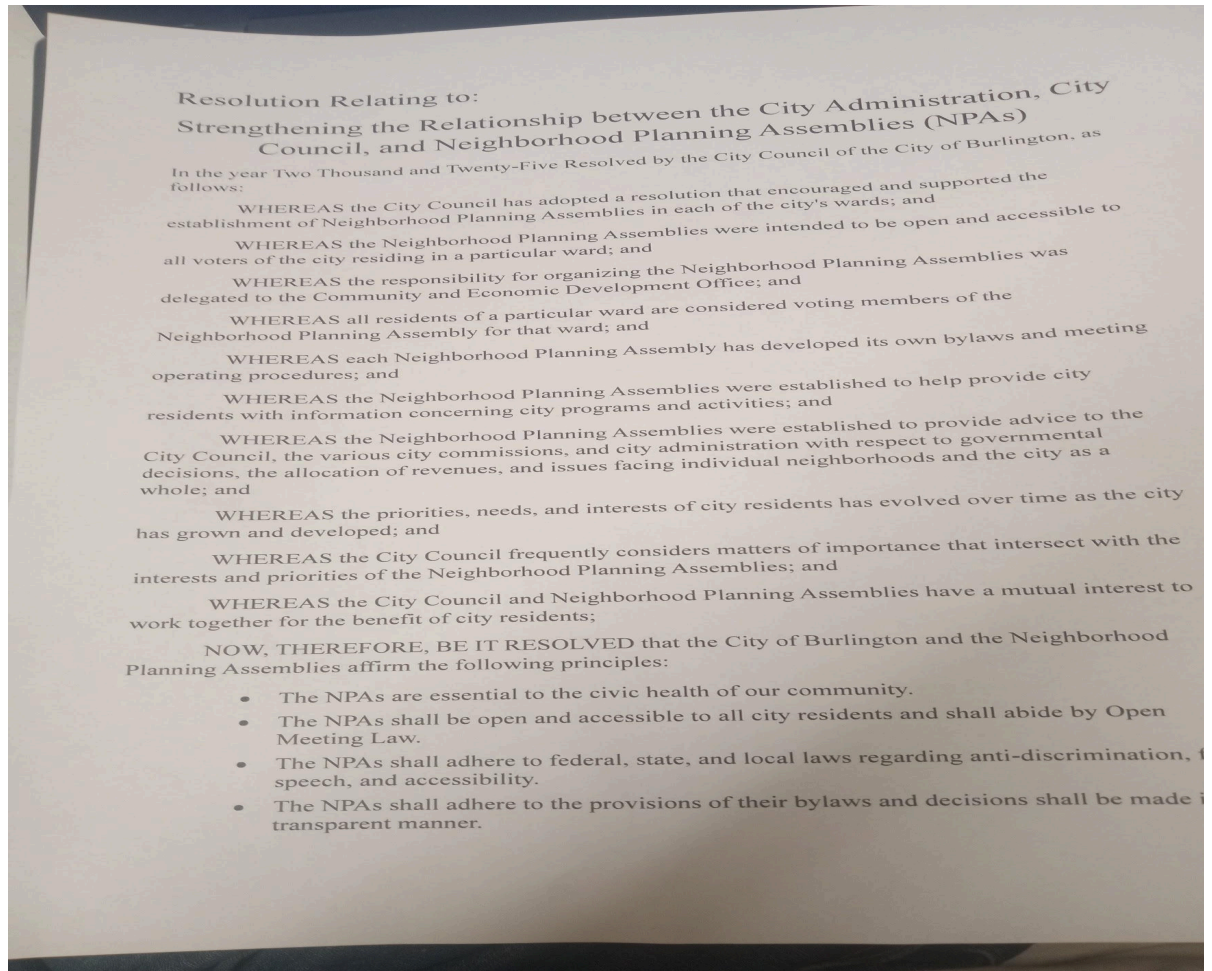 Resolution Relating to:
Strengthening the Relationship between the City Administration, City
Council, and Neighborhood Planning Assemblies (NPAs)
In the year Two Thousand and Twenty-Five Resolved by the City Council of the City of Burlington, as
follows:
WHEREAS the City Council has adopted a resolution that encouraged and supported the
establishment of Neighborhood Planning Assemblies in each of the city's wards; and
WHEREAS the Neighborhood Planning Assemblies were intended to be open and accessible to
all voters of the city residing in a particular ward; and
WHEREAS the responsibility for organizing the Neighborhood Planning Assemblies was
delegated to the Community and Economic Development Office; and
WHEREAS all residents of a particular ward are considered voting members of the
Neighborhood Planning Assembly for that ward; and
WHEREAS each Neighborhood Planning Assembly has developed its own bylaws and meeting
operating procedures; and
WHEREAS the Neighborhood Planning Assemblies were established to help provide city
residents with information concerning city programs and activities; and
WHEREAS the Neighborhood Planning Assemblies were established to provide advice to the
City Council, the various city commissions, and city administration with respect to governmental
decisions, the allocation of revenues, and issues facing individual neighborhoods and the city as a
whole; and
WHEREAS the priorities, needs, and interests of city residents has evolved over time as the city
has grown and developed; and
WHEREAS the City Council frequently considers matters of importance that intersect with the
interests and priorities of the Neighborhood Planning Assemblies; and
WHEREAS the City Council and Neighborhood Planning Assemblies have a mutual interest to
work together for the benefit of city residents;
NOW, THEREFORE, BE IT RESOLVED that the City of Burlington and the Neighborhood
Planning Assemblies affirm the following principles:
• The NPAs are essential to the civic health of our community.
• The NPAs shall be open and accessible to all city residents and shall abide by Open
Meeting Law.
• The NPAs shall adhere to federal, state, and local laws regarding anti-discrimination,
speech, and accessibility.
• The NPAs shall adhere to the provisions of their bylaws and decisions shall be made
transparent manner.